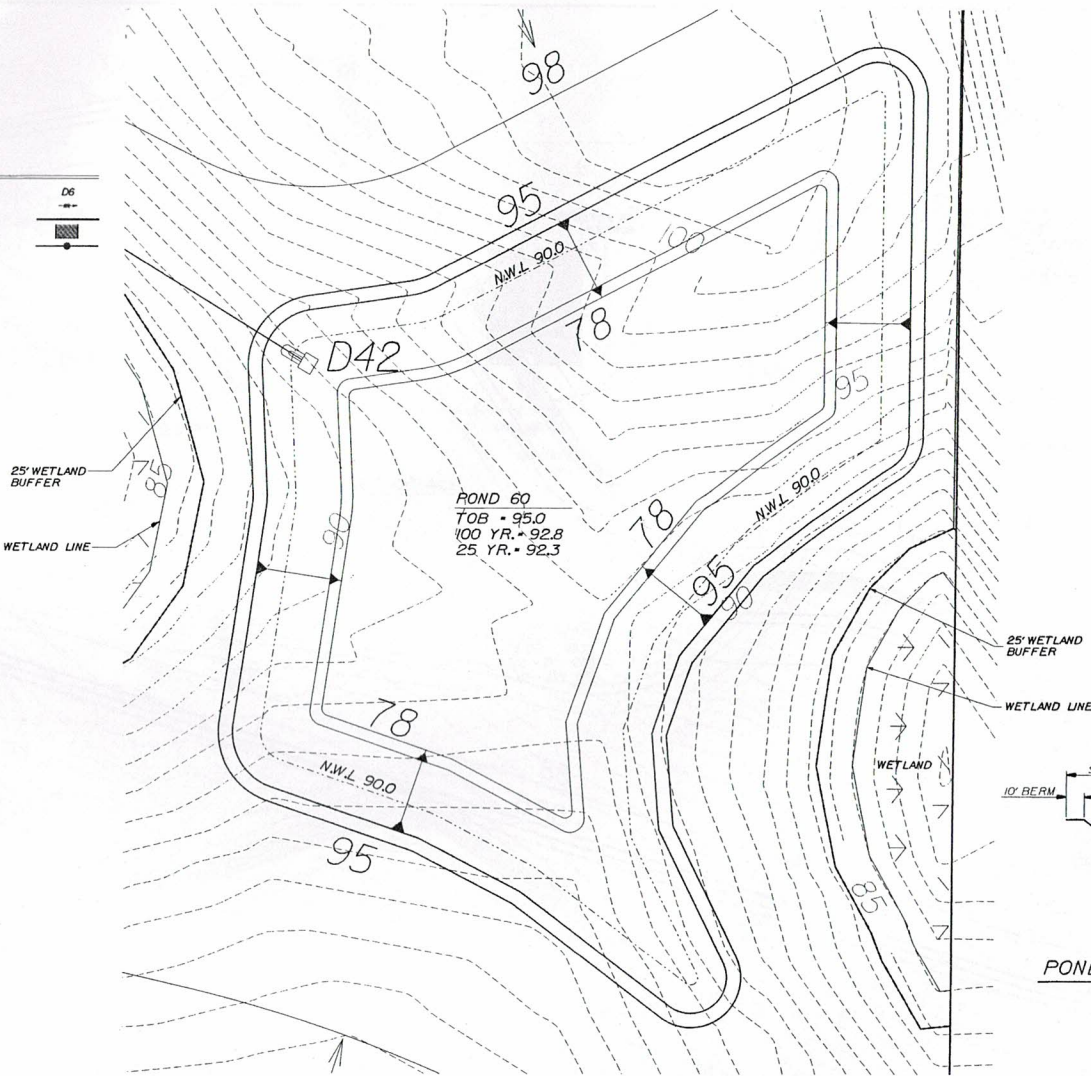 98
D6
95
N.W.L 90.0
100
78
D42
95
25' WETLAND
BUFFER
85
N.W.L 90.0
POND 60
TOB = 95.0
100 YR. = 92.8
25 YR. = 92.3
78
90
WETLAND LINE
95
90
25' WETLAND
BUFFER
WETLAND LINE
78
WETLAND
N.W.L 90.0
10' BERM
95
85
POND